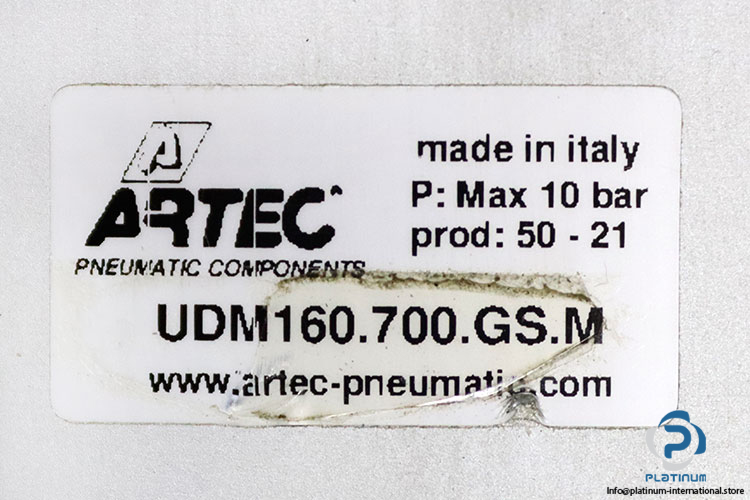 A
ARTEC
PNEUMATIC COMPONENTS
made in italy
P: Max 10 bar
prod: 50 - 21
UDM160.700.GS.M
www.artec-pneumatic.com
P
PLATINUM
Info@platinum-international.store